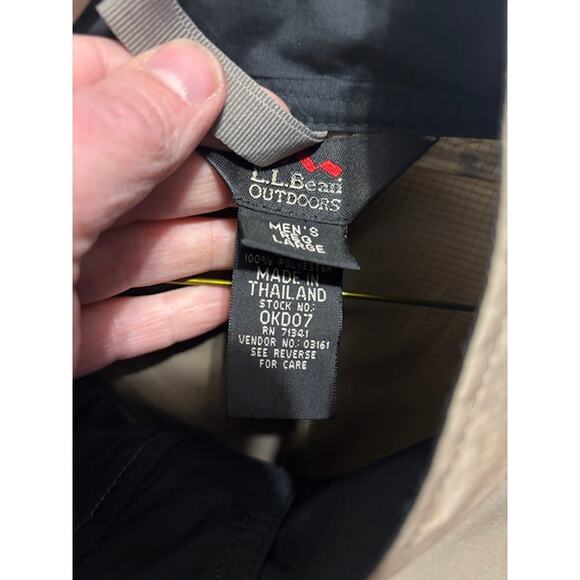 L.L.Bean
OUTDOORS
MEN'S
REG
LARGE
100% POLYESTER
MADE IN
THAILAND
STOCK NO:
OKD07
RN 71341
VENDOR NO: 03161
SEE REVERSE
FOR CARE